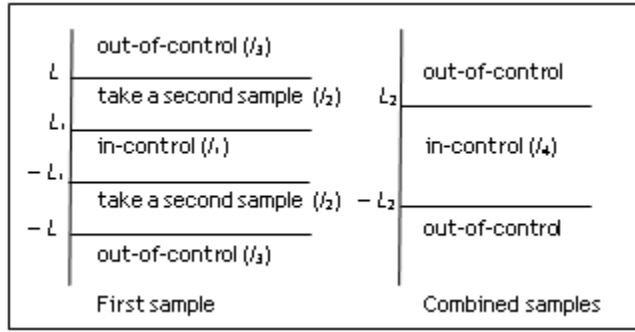 out-of-control (I₃)
L
take a second sample (I₂)
L₁
in-control (I₁)
− L₁
take a second sample (I₂)
− L
out-of-control (I₃)
First sample
out-of-control
L₂
in-control (I₄)
− L₂
out-of-control
Combined samples